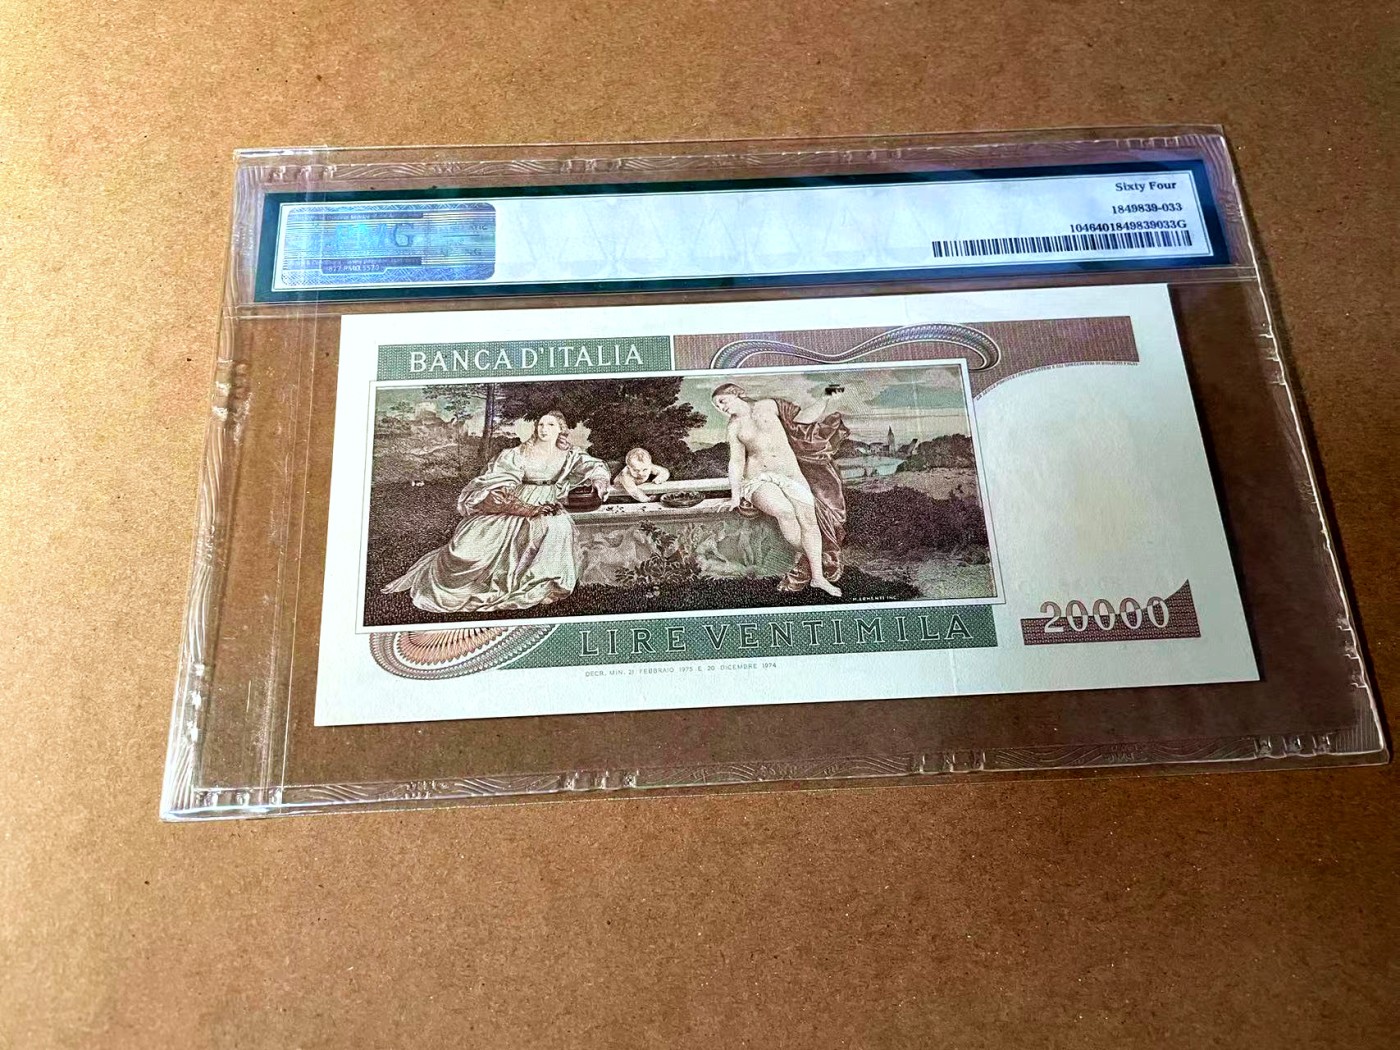 Sixty Four
1849839-033
1046401849839033G
BANCA D'ITALIA
LIRE VENTIMILA
20000
DECR. MIN. 21 FEBBRAIO 1975 E 20 DICEMBRE 1974